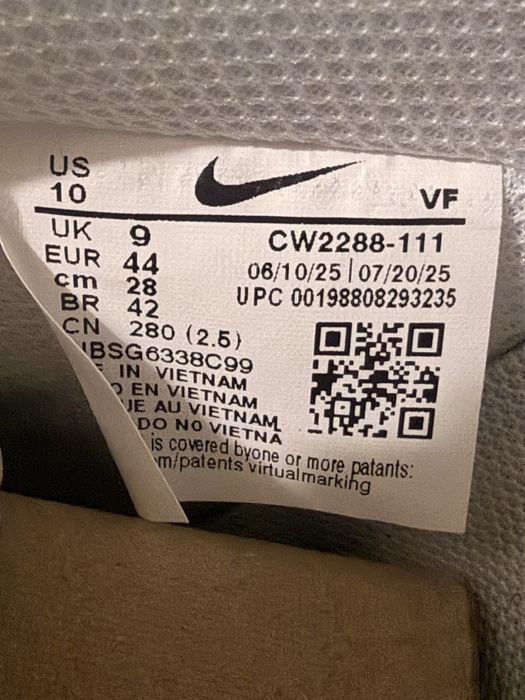 US
10
VF
UK 9
EUR 44
cm 28
BR 42
CN 280 (2.5)
CW2288-111
06/10/25 | 07/20/25
UPC 00198808293235
IBSG6338C99
E IN VIETNAM
O EN VIETNAM
UE AU VIETNAM
DO NO VIETNA
is covered byone or more patants:
m/patents virtualmarking